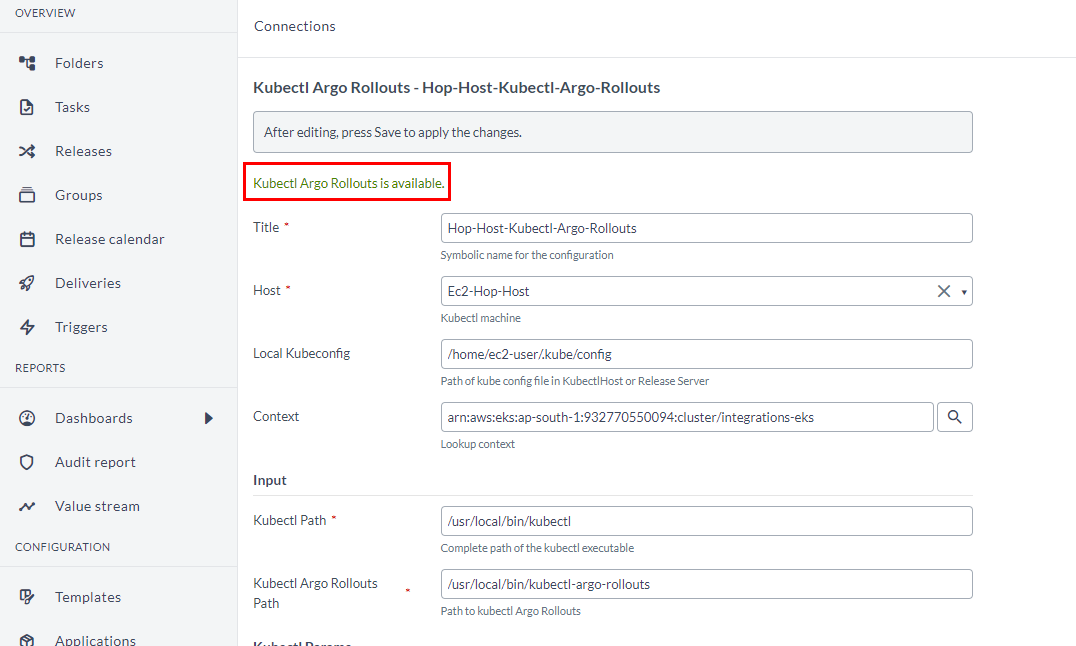 OVERVIEW
Folders
Tasks
Releases
Groups
Release calendar
Deliveries
Triggers
REPORTS
Dashboards
Audit report
Value stream
CONFIGURATION
Templates
Applications
Connections
Kubectl Argo Rollouts - Hop-Host-Kubectl-Argo-Rollouts
After editing, press Save to apply the changes.
Kubectl Argo Rollouts is available.
Title *
Hop-Host-Kubectl-Argo-Rollouts
Symbolic name for the configuration
Host *
Ec2-Hop-Host
Kubectl machine
Local Kubeconfig
/home/ec2-user/.kube/config
Path of kube config file in KubectlHost or Release Server
Context
arn:aws:eks:ap-south-1:932770550094:cluster/integrations-eks
Lookup context
Input
Kubectl Path *
/usr/local/bin/kubectl
Complete path of the kubectl executable
Kubectl Argo Rollouts
Path *
/usr/local/bin/kubectl-argo-rollouts
Path to kubectl Argo Rollouts
Kubectl Params